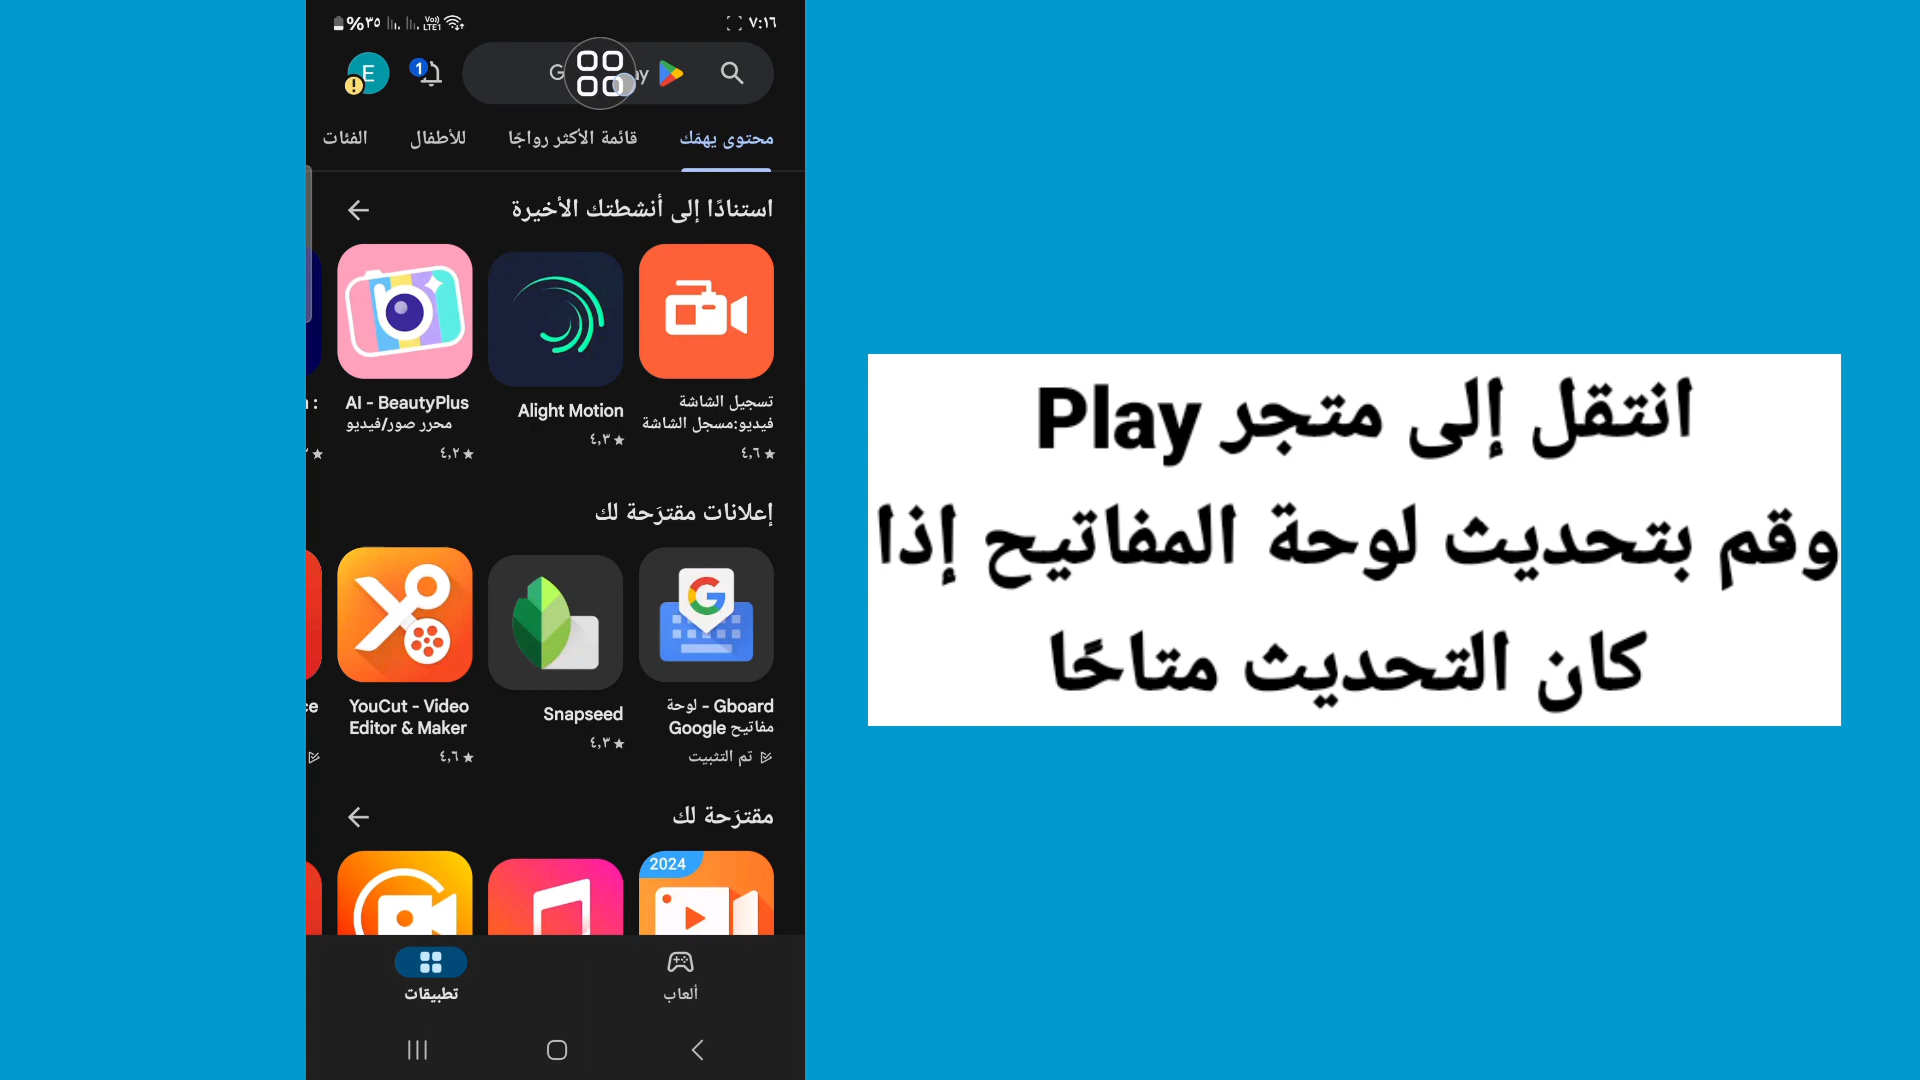 ٧:١٦
%٣٥
Vo)) LTE1
E
1
محتوى يهمّك
قائمة الأكثر رواجًا
للأطفال
الفئات
استنادًا إلى أنشطتك الأخيرة
تسجيل الشاشة
فيديو:مسجل الشاشة
٤,٦ ★
Alight Motion
٤,٣ ★
AI - BeautyPlus
محرر صور/فيديو
٤,٢ ★
إعلانات مقترَحة لك
Gboard - لوحة
مفاتيح Google
تم التثبيت
Snapseed
٤,٣ ★
YouCut - Video
Editor & Maker
٤,٦ ★
مقترَحة لك
2024
ألعاب
تطبيقات
انتقل إلى متجر Play
وقم بتحديث لوحة المفاتيح إذا
كان التحديث متاحًا